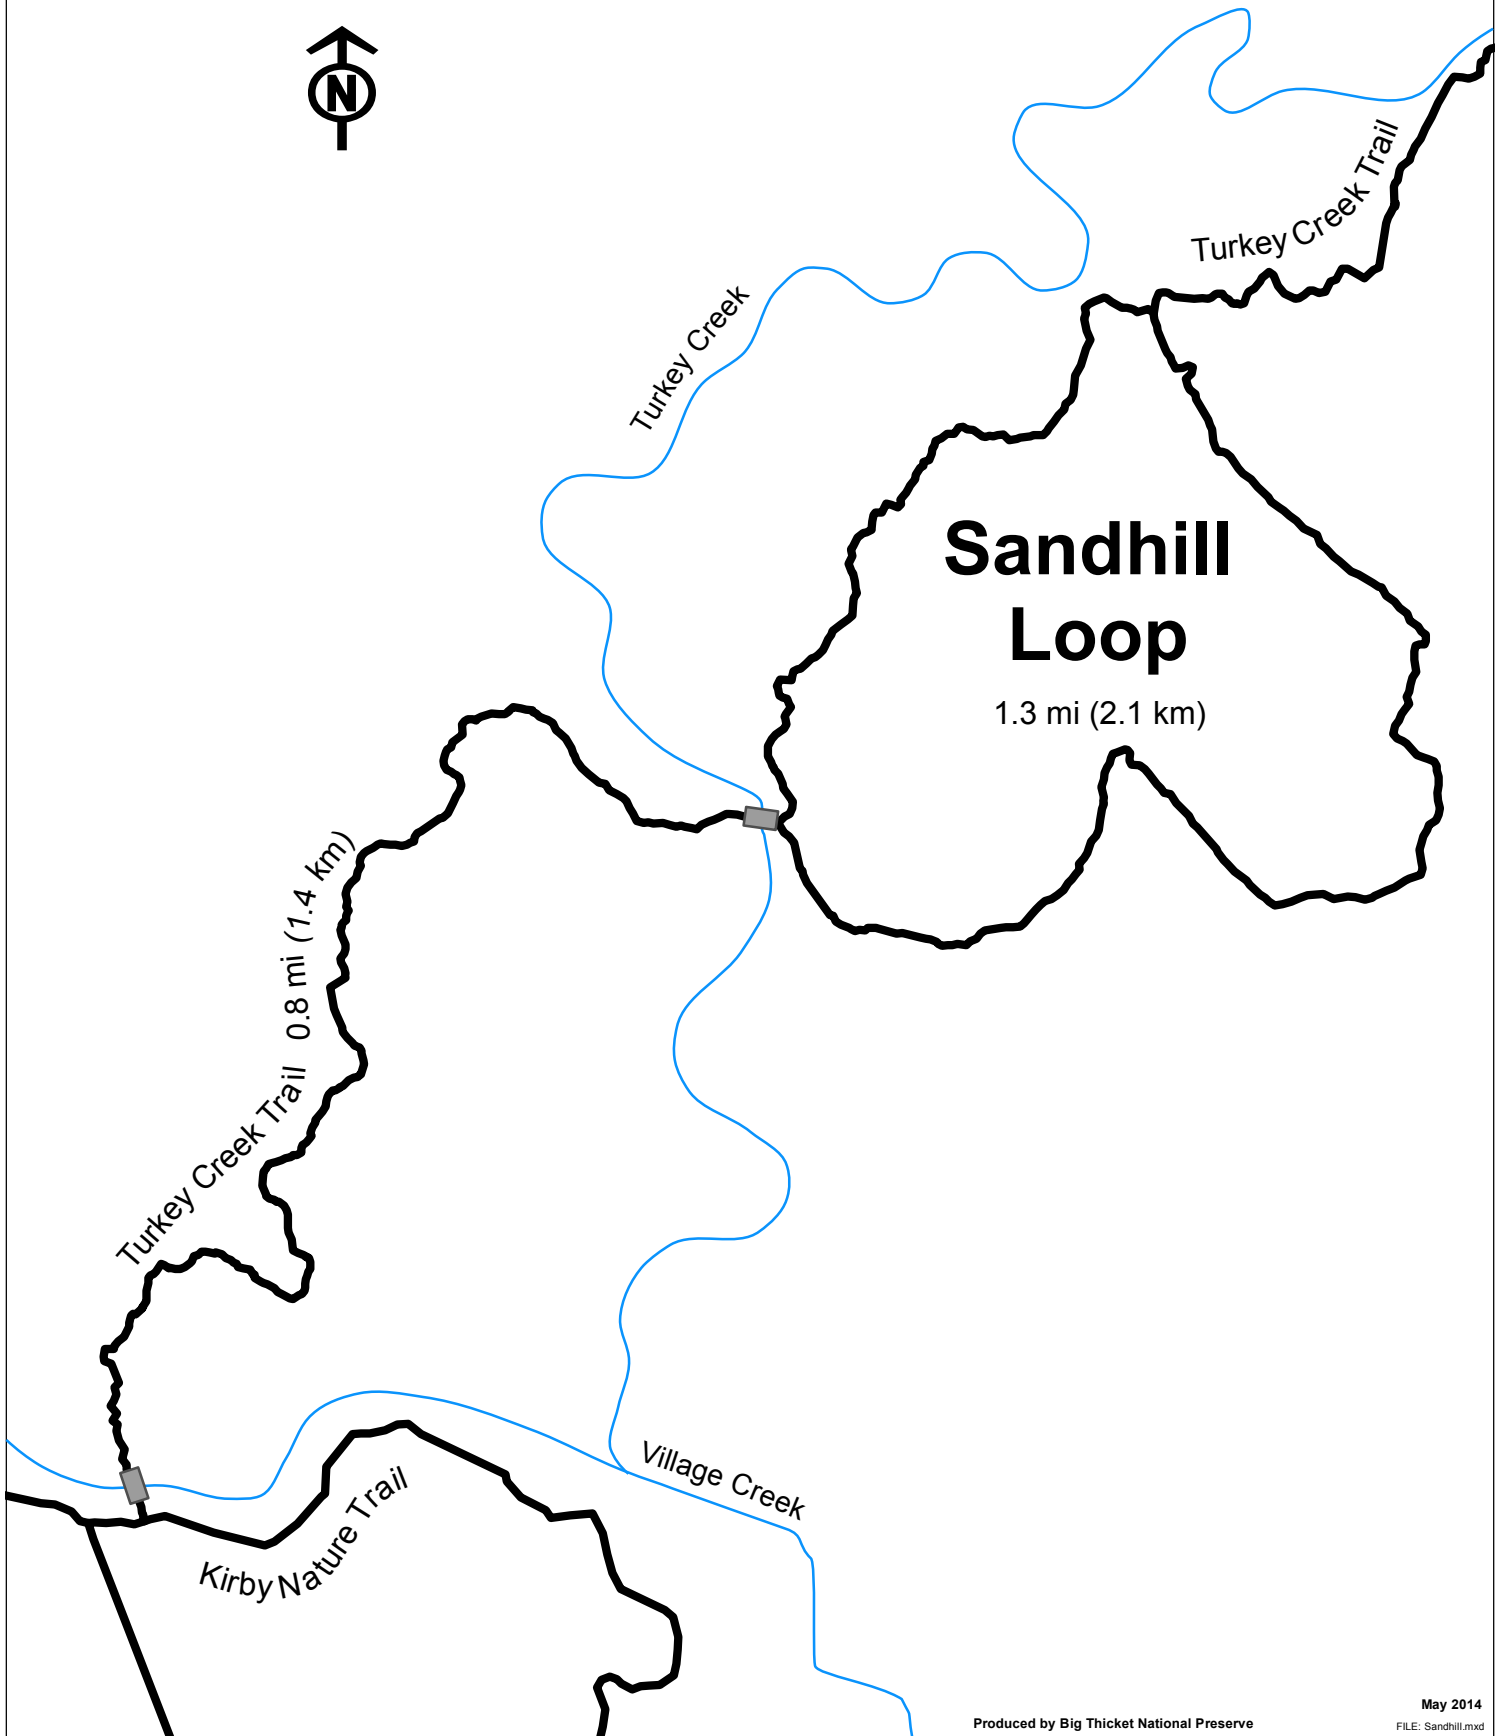 N
Turkey Creek Trail
Turkey Creek
Sandhill
Loop
1.3 mi (2.1 km)
Turkey Creek Trail 0.8 mi (1.4 km)
Village Creek
Kirby Nature Trail
May 2014
Produced by Big Thicket National Preserve
FILE: Sandhill.mxd